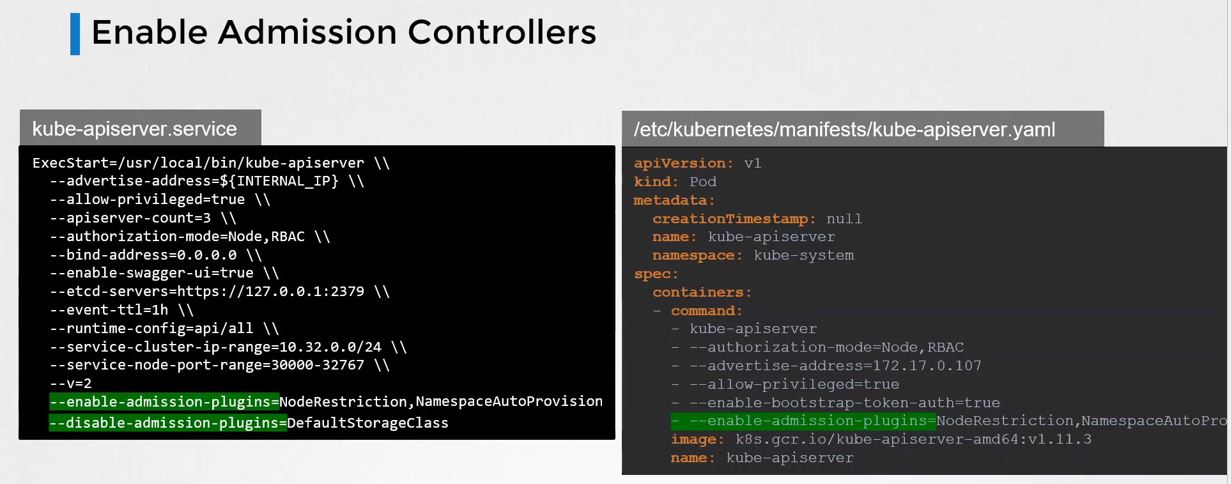 Enable Admission Controllers
kube-apiserver.service
ExecStart=/usr/local/bin/kube-apiserver \\
--advertise-address=${INTERNAL_IP} \\
--allow-privileged=true \\
--apiserver-count=3 \\
--authorization-mode=Node,RBAC \\
--bind-address=0.0.0.0 \\
--enable-swagger-ui=true \\
--etcd-servers=https://127.0.0.1:2379 \\
--event-ttl=1h \\
--runtime-config=api/all \\
--service-cluster-ip-range=10.32.0.0/24 \\
--service-node-port-range=30000-32767 \\
--v=2
--enable-admission-plugins=NodeRestriction,NamespaceAutoProvision
--disable-admission-plugins=DefaultStorageClass
/etc/kubernetes/manifests/kube-apiserver.yaml
apiVersion: v1
kind: Pod
metadata:
creationTimestamp: null
name: kube-apiserver
namespace: kube-system
spec:
containers:
- command:
- kube-apiserver
- --authorization-mode=Node,RBAC
- --advertise-address=172.17.0.107
- --allow-privileged=true
- --enable-bootstrap-token-auth=true
- --enable-admission-plugins=NodeRestriction,NamespaceAutoPro
image: k8s.gcr.io/kube-apiserver-amd64:v1.11.3
name: kube-apiserver